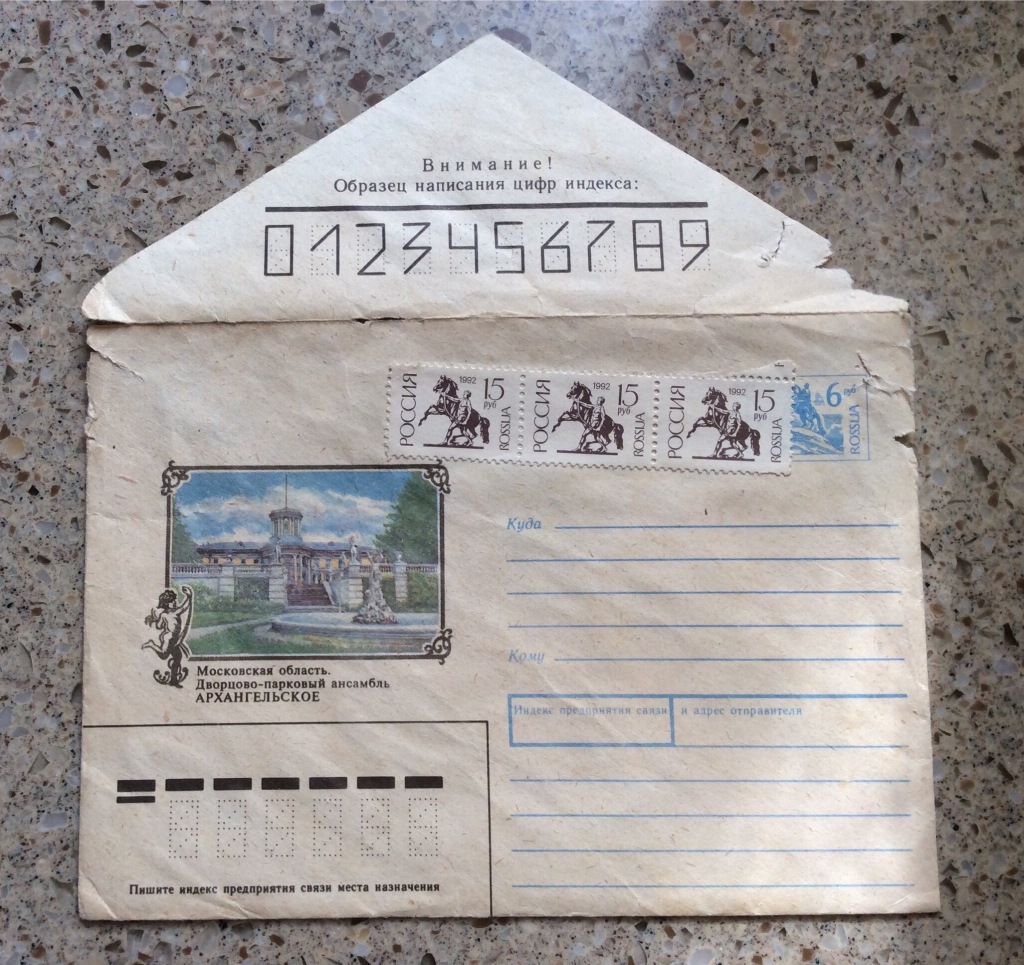 Внимание!
Образец написания цифр индекса:
0123456789
РОССИЯ 1992 15 руб ROSSIJA
РОССИЯ 1992 15 руб ROSSIJA
РОССИЯ 1992 15 руб ROSSIJA
6 руб ROSSIJA
Куда
Кому
Московская область.
Дворцово-парковый ансамбль
АРХАНГЕЛЬСКОЕ
Индекс предприятия связи и адрес отправителя
Пишите индекс предприятия связи места назначения